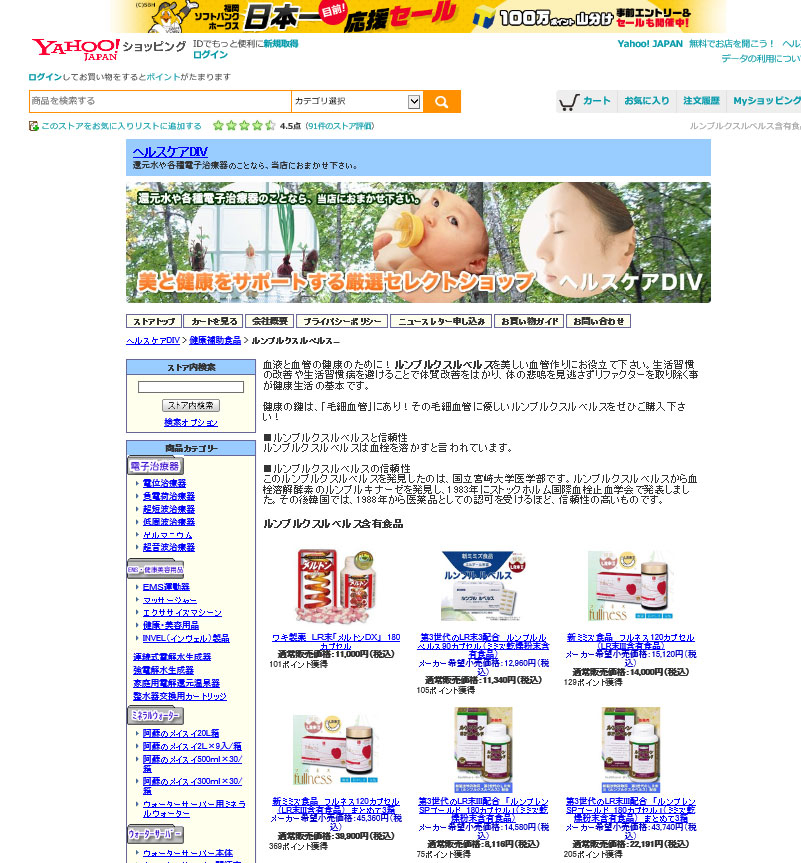 福岡
ソフトバンク
ホークス
日本一
目前!
応援セール
100万ポイント山分け
事前エントリー&
セールも開催中!
YAHOO! JAPAN ショッピング
IDでもっと便利に新規取得
ログイン
Yahoo! JAPAN 無料でお店を開こう! ヘル
データの利用につい
ログインしてお買い物をするとポイントがたまります
商品を検索する
カテゴリ選択
カート
お気に入り
注文履歴
Myショッピング
このストアをお気に入りリストに追加する
4.5点 (91件のストア評価)
ルンブルクスルベルス含有食
ヘルスケアDIV
還元水や各種電子治療器のことなら、当店におまかせ下さい。
還元水や各種電子治療器のことなら、当店におまかせ下さい。
美と健康をサポートする厳選セレクトショップ ヘルスケアDIV
ストアトップ
カートを見る
会社概要
プライバシーポリシー
ニュースレター申し込み
お買い物ガイド
お問い合わせ
ヘルスケアDIV > 健康補助食品 > ルンブルクスルベルス...
ストア内検索
ストア内検索
検索オプション
商品カテゴリー
電子治療器
電位治療器
負電荷治療器
超短波治療器
低周波治療器
ゲルマニウム
超音波治療器
EMS・健康美容用品
EMS運動器
マッサージャー
エクササイズマシーン
健康・美容用品
INVEL(インヴェル)製品
連続式電解水生成器
強電解水生成器
家庭用電解還元温泉器
整水器交換用カートリッジ
ミネラルウォーター
阿蘇のメイスイ20L箱
阿蘇のメイスイ2L×9入/箱
阿蘇のメイスイ500ml×30/
箱
阿蘇のメイスイ300ml×30/
箱
ウォーターサーバー用ミネラ
ルウォーター
ウォーターサーバー
ウォーターサーバー本体
血液と血管の健康のために!ルンブルクスルベルスを美しい血管作りにお役立て下さい。生活習慣
の改善や生活習慣病を避けることで体質改善をはかり、体の悲鳴を見逃さずリファクターを取り除く事
が健康生活の基本です。
健康の鍵は、「毛細血管」にあり!その毛細血管に優しいルンブルクスルベルスをぜひご購入下さ
い!
■ルンブルクスルベルスと信頼性
ルンブルクスルベルスは血栓を溶かすと言われています。
■ルンブルクスルベルスの信頼性
このルンブルクスルベルスを発見したのは、国立宮崎大学医学部です。ルンブルクスルベルスから血
栓溶解酵素のルンブルキナーゼを発見し、1983年にストックホルム国際血栓止血学会で発表しまし
た。その後韓国では、1988年から医薬品としての認可を受けるほど、信頼性の高いものです。
ルンブルクスルベルス含有食品
ワキ製薬 LR末「メルトンDX」 180
カプセル
通常販売価格:11,000円(税込)
101ポイント獲得
第3世代のLR末3配合 ルンブルル
ベルス90カプセル(ミミズ乾燥粉末含
有食品)
メーカー希望小売価格:12,960円(税
込)
通常販売価格:11,340円(税込)
105ポイント獲得
新ミミズ食品 フルネス120カプセル
(LR末III含有食品)
メーカー希望小売価格:15,120円(税
込)
通常販売価格:14,000円(税込)
129ポイント獲得
新ミミズ食品 フルネス120カプセル
(LR末III含有食品) まとめて3箱
メーカー希望小売価格:45,360円(税
込)
通常販売価格:39,900円(税込)
369ポイント獲得
第3世代のLR末III配合 「ルンブレン
SPゴールド 180カプセル」(ミミズ乾
燥粉末含有食品)
メーカー希望小売価格:14,580円(税
込)
通常販売価格:8,116円(税込)
75ポイント獲得
第3世代のLR末III配合 「ルンブレン
SPゴールド 180カプセル」(ミミズ乾
燥粉末含有食品) まとめて3箱
メーカー希望小売価格:43,740円(税
込)
通常販売価格:22,191円(税込)
205ポイント獲得